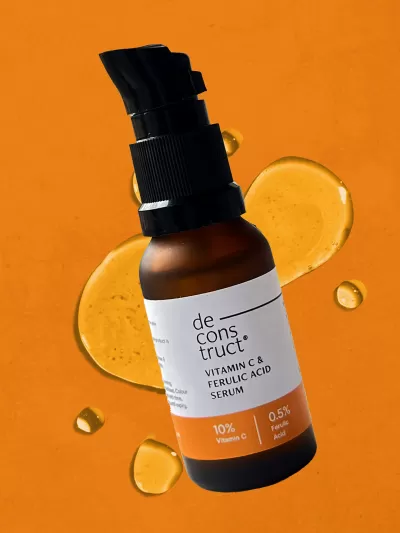 de
cons
truct®
VITAMIN C &
FERULIC ACID
SERUM
10%
Vitamin C
0.5%
Ferulic
Acid